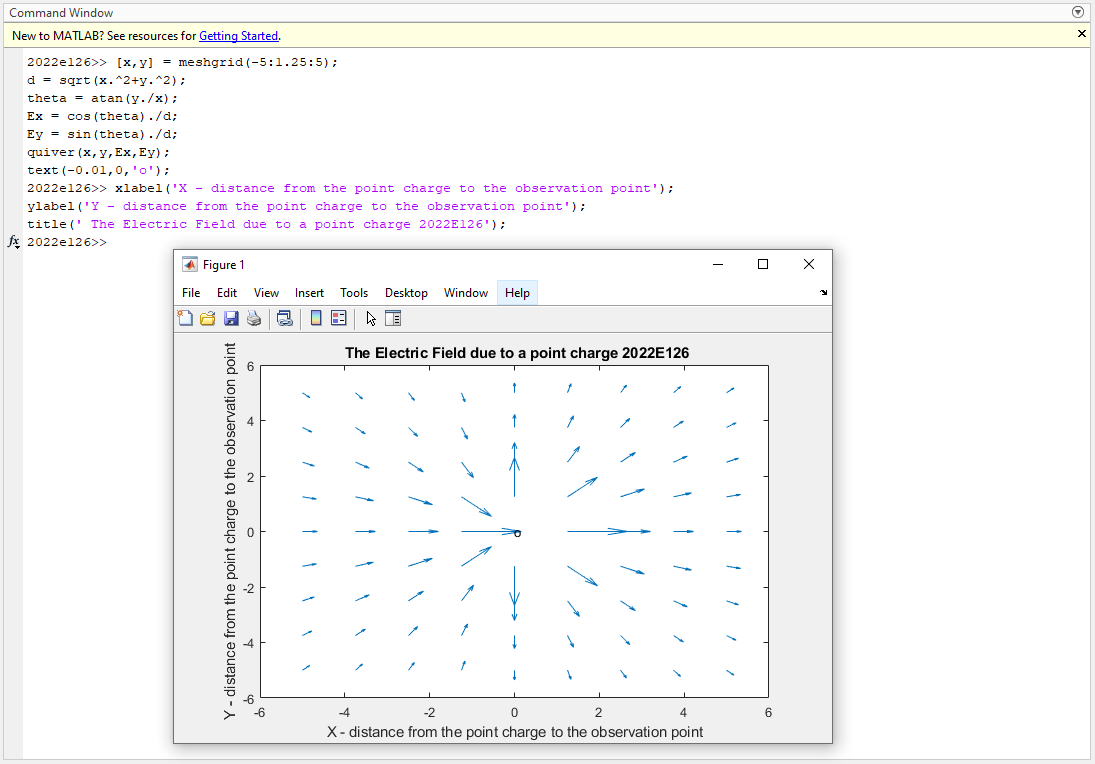 Command Window
New to MATLAB? See resources for Getting Started.
2022e126>> [x,y] = meshgrid(-5:1.25:5);
d = sqrt(x.^2+y.^2);
theta = atan(y./x);
Ex = cos(theta)./d;
Ey = sin(theta)./d;
quiver(x,y,Ex,Ey);
text(-0.01,0,'o');
2022e126>> xlabel('X - distance from the point charge to the observation point');
ylabel('Y - distance from the point charge to the observation point');
title(' The Electric Field due to a point charge 2022E126');
fx 2022e126>>
Figure 1
File Edit View Insert Tools Desktop Window Help
The Electric Field due to a point charge 2022E126
Y - distance from the point charge to the observation point
6
4
2
0
-2
-4
-6
o
-6 -4 -2 0 2 4 6
X - distance from the point charge to the observation point